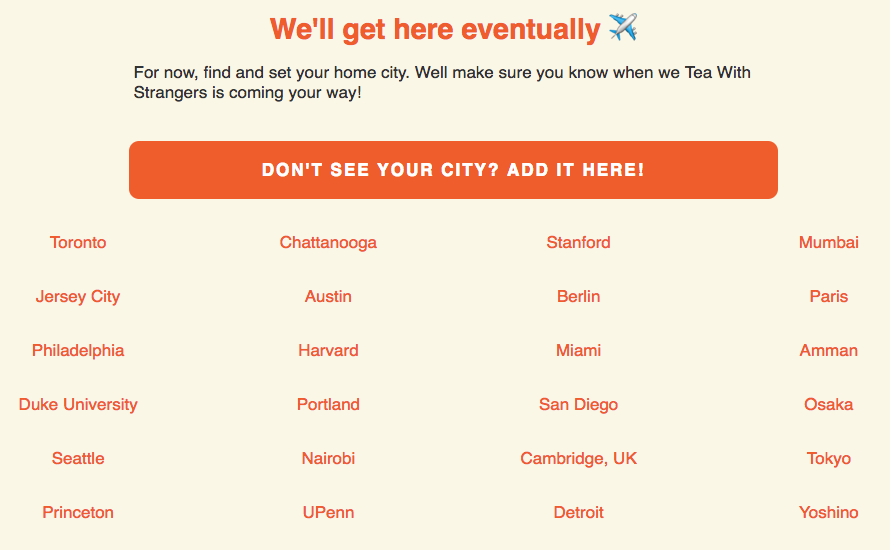 We'll get here eventually ✈️
For now, find and set your home city. Well make sure you know when we Tea With
Strangers is coming your way!
DON'T SEE YOUR CITY? ADD IT HERE!
Toronto Chattanooga Stanford Mumbai
Jersey City Austin Berlin Paris
Philadelphia Harvard Miami Amman
Duke University Portland San Diego Osaka
Seattle Nairobi Cambridge, UK Tokyo
Princeton UPenn Detroit Yoshino